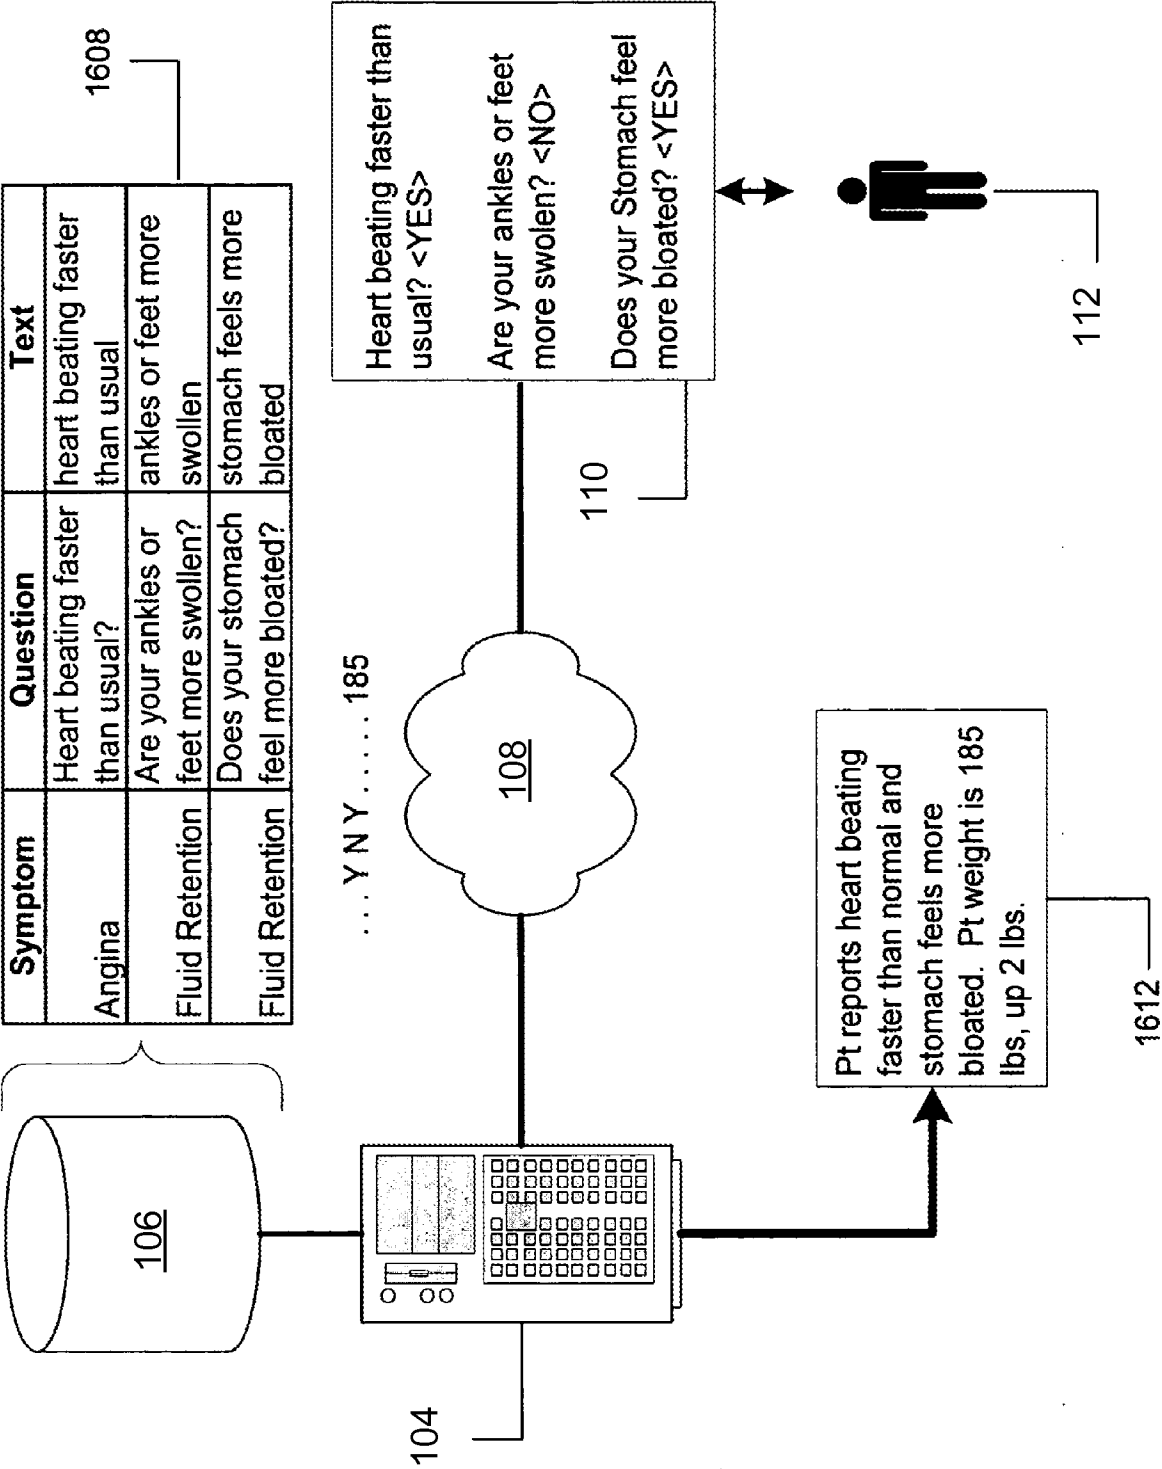 Symptom	Question	Text
Angina	Heart beating faster	heart beating faster
than usual?	than usual
Fluid Retention	Are your ankles or	ankles or feet more
feet more swollen?	swollen
Fluid Retention	Does your stomach	stomach feels more
feel more bloated?	bloated
1608
106
. . . Y N Y . . . . . 185
108
104
Heart beating faster than
usual? <YES>
Are your ankles or feet
more swolen? <NO>
Does your Stomach feel
more bloated? <YES>
110
112
Pt reports heart beating
faster than normal and
stomach feels more
bloated. Pt weight is 185
lbs, up 2 lbs.
1612